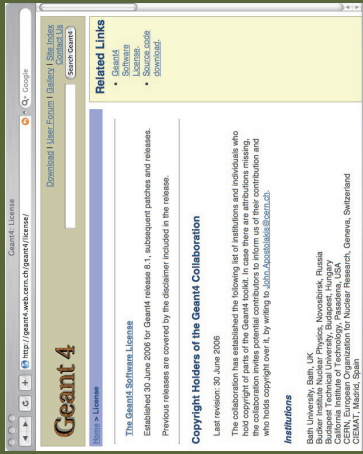 Geant4: License
http://geant4.web.cern.ch/geant4/license/
Q- Google
Geant 4
Download | User Forum | Gallery | Site Index
Contact Us
Search Geant4
Home > License
The Geant4 Software License
Established 30 June 2006 for Geant4 release 8.1, subsequent patches and releases.
Previous releases are covered by the disclaimer included in the release.
Copyright Holders of the Geant4 Collaboration
Last revision: 30 June 2006
The collaboration has established the following list of institutions and individuals who
hold copyright of parts of the Geant4 toolkit. In case there are attributions missing,
the collaboration invites potential contributors to inform us of their contribution and
who holds copyright over it, by writing to John.Apostolakis@cern.ch.
Institutions
Bath University, Bath, UK
Budker Institute Nuclear Physics, Novosibirsk, Russia
Budapest Technical University, Budapest, Hungary
California Institute of Technology, Pasadena, USA
CERN, European Organization for Nuclear Research, Geneva, Switzerland
CIEMAT, Madrid, Spain
Related Links
• Geant4
Software
License.
• Source code
download.